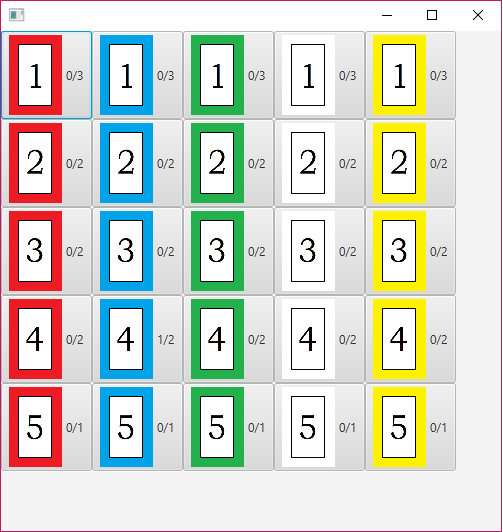 1 0/3 1 0/3 1 0/3 1 0/3 1 0/3
2 0/2 2 0/2 2 0/2 2 0/2 2 0/2
3 0/2 3 0/2 3 0/2 3 0/2 3 0/2
4 0/2 4 1/2 4 0/2 4 0/2 4 0/2
5 0/1 5 0/1 5 0/1 5 0/1 5 0/1